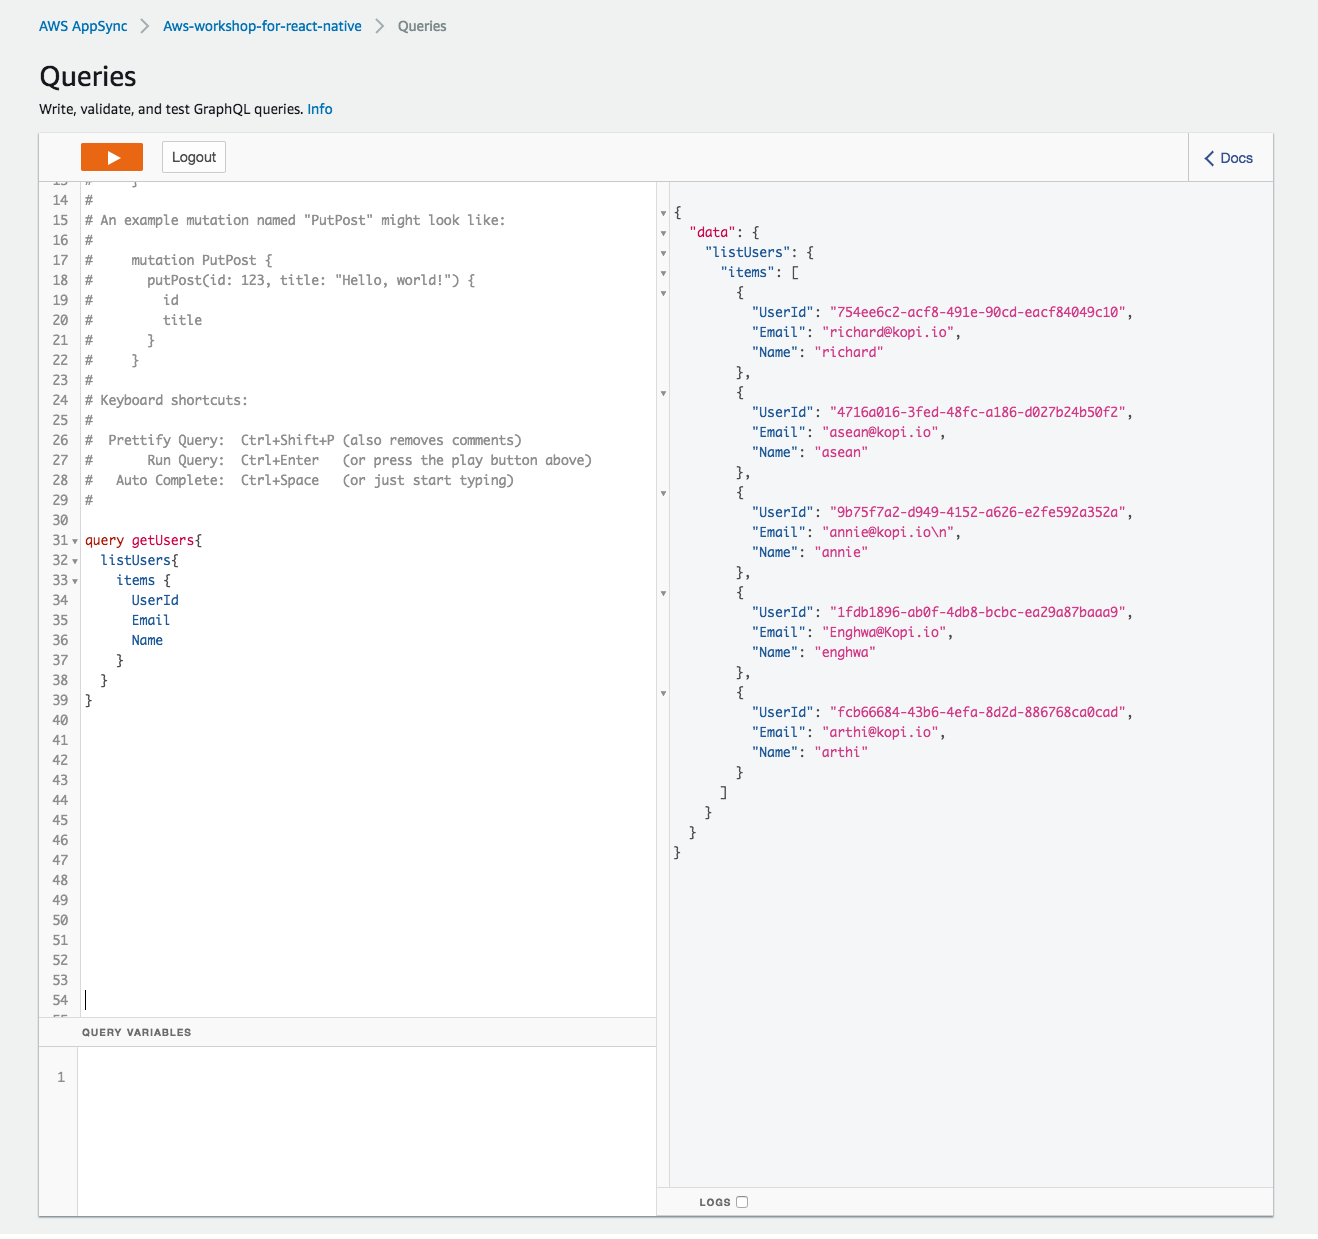 AWS AppSync > Aws-workshop-for-react-native > Queries
Queries
Write, validate, and test GraphQL queries. Info
Logout
Docs
13 #     }
14 #
15 # An example mutation named "PutPost" might look like:
16 #
17 #     mutation PutPost {
18 #       putPost(id: 123, title: "Hello, world!") {
19 #         id
20 #         title
21 #       }
22 #     }
23 #
24 # Keyboard shortcuts:
25 #
26 #  Prettify Query:  Ctrl+Shift+P (also removes comments)
27 #       Run Query:  Ctrl+Enter   (or press the play button above)
28 #   Auto Complete:  Ctrl+Space   (or just start typing)
29 #
30
31 query getUsers{
32   listUsers{
33     items {
34       UserId
35       Email
36       Name
37     }
38   }
39 }
40
41
42
43
44
45
46
47
48
49
50
51
52
53
54
55
QUERY VARIABLES
1
{
  "data": {
    "listUsers": {
      "items": [
        {
          "UserId": "754ee6c2-acf8-491e-90cd-eacf84049c10",
          "Email": "richard@kopi.io",
          "Name": "richard"
        },
        {
          "UserId": "4716a016-3fed-48fc-a186-d027b24b50f2",
          "Email": "asean@kopi.io",
          "Name": "asean"
        },
        {
          "UserId": "9b75f7a2-d949-4152-a626-e2fe592a352a",
          "Email": "annie@kopi.io\n",
          "Name": "annie"
        },
        {
          "UserId": "1fdb1896-ab0f-4db8-bcbc-ea29a87baaa9",
          "Email": "Enghwa@Kopi.io",
          "Name": "enghwa"
        },
        {
          "UserId": "fcb66684-43b6-4efa-8d2d-886768ca0cad",
          "Email": "arthi@kopi.io",
          "Name": "arthi"
        }
      ]
    }
  }
}
LOGS